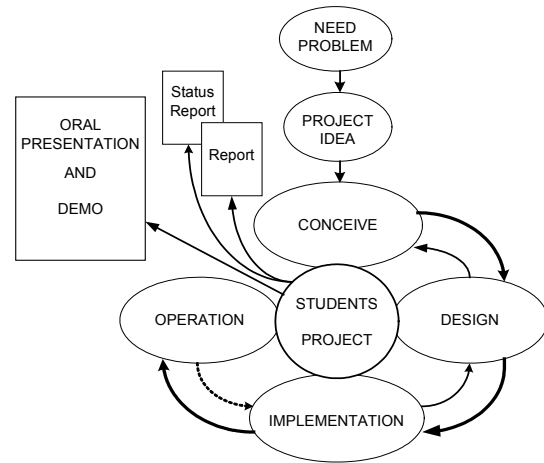 NEED
PROBLEM
PROJECT
IDEA
Status
Report
Report
ORAL
PRESENTATION
AND
DEMO
CONCEIVE
OPERATION
STUDENTS
PROJECT
DESIGN
IMPLEMENTATION